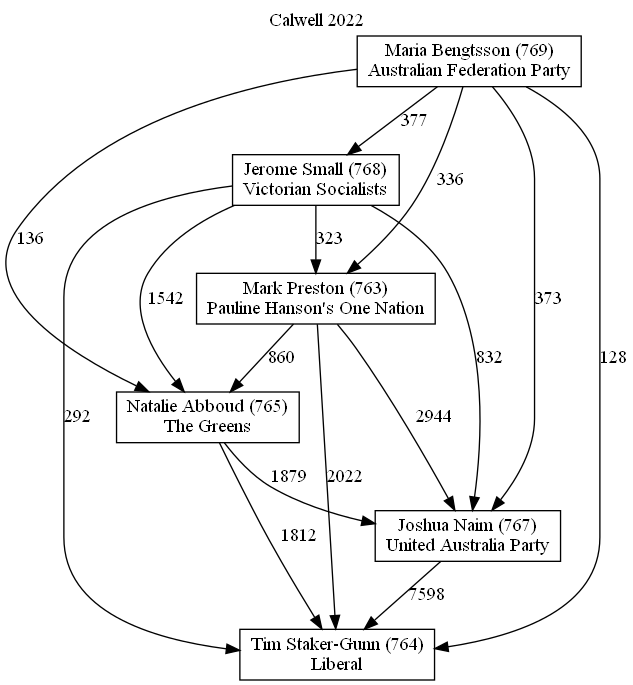 Calwell 2022
Maria Bengtsson (769)
Australian Federation Party
377
Jerome Small (768)
Victorian Socialists
336
136
323
Mark Preston (763)
Pauline Hanson's One Nation
1542
373
860
832
128
Natalie Abboud (765)
The Greens
292
2944
1879
2022
Joshua Naim (767)
United Australia Party
1812
7598
Tim Staker-Gunn (764)
Liberal